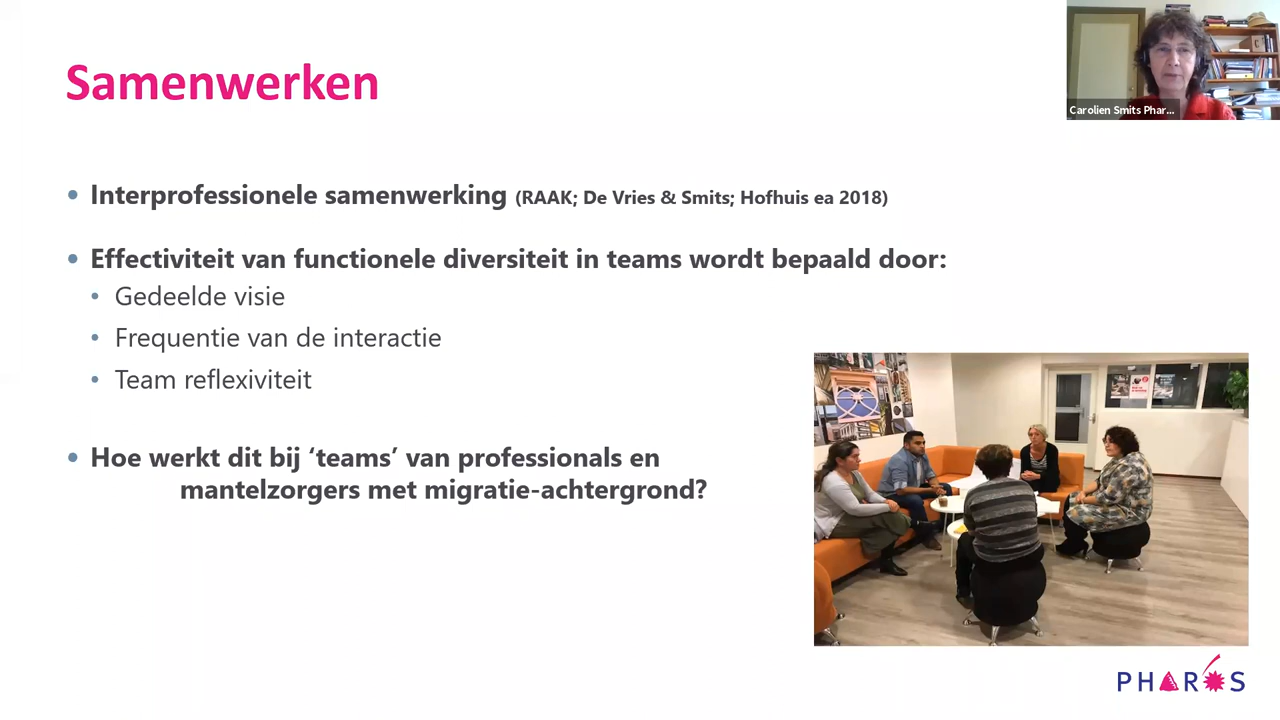 Samenwerken
Carolien Smits Phar...
• Interprofessionele samenwerking (RAAK; De Vries & Smits; Hofhuis ea 2018)
• Effectiviteit van functionele diversiteit in teams wordt bepaald door:
• Gedeelde visie
• Frequentie van de interactie
• Team reflexiviteit
• Hoe werkt dit bij ‘teams’ van professionals en
mantelzorgers met migratie-achtergrond?
PHAROS